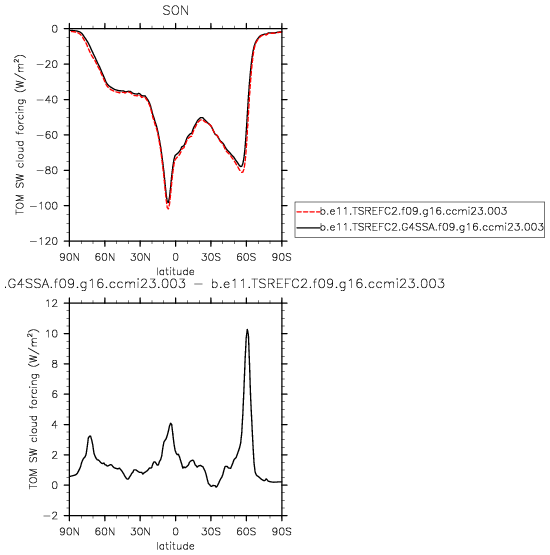 SON
TOM SW cloud forcing (W/m²)
0
−20
−40
−60
−80
−100
−120
90N 60N 30N 0 30S 60S 90S
latitude
b.e11.TSREFC2.f09.g16.ccmi23.003
b.e11.TSREFC2.G4SSA.f09.g16.ccmi23.003
.G4SSA.f09.g16.ccmi23.003 − b.e11.TSREFC2.f09.g16.ccmi23.003
TOM SW cloud forcing (W/m²)
12
10
8
6
4
2
0
−2
90N 60N 30N 0 30S 60S 90S
latitude